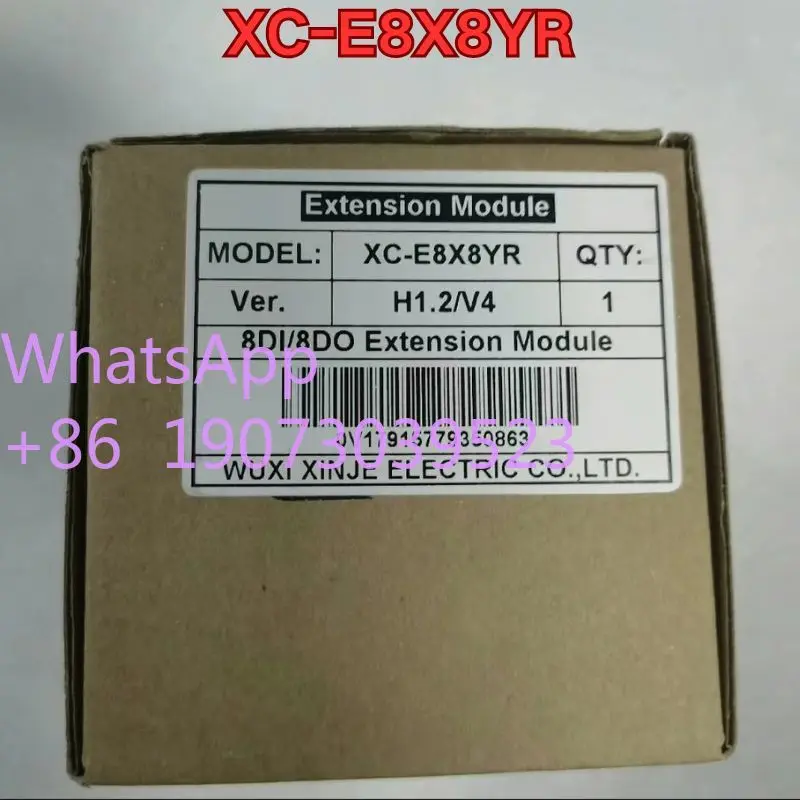 XC-E8X8YR
Extension Module
MODEL: XC-E8X8YR QTY:
Ver. H1.2/V4 1
8DI/8DO Extension Module
WhatsApp
+86 19073039523
WUXI XINJE ELECTRIC CO.,LTD.